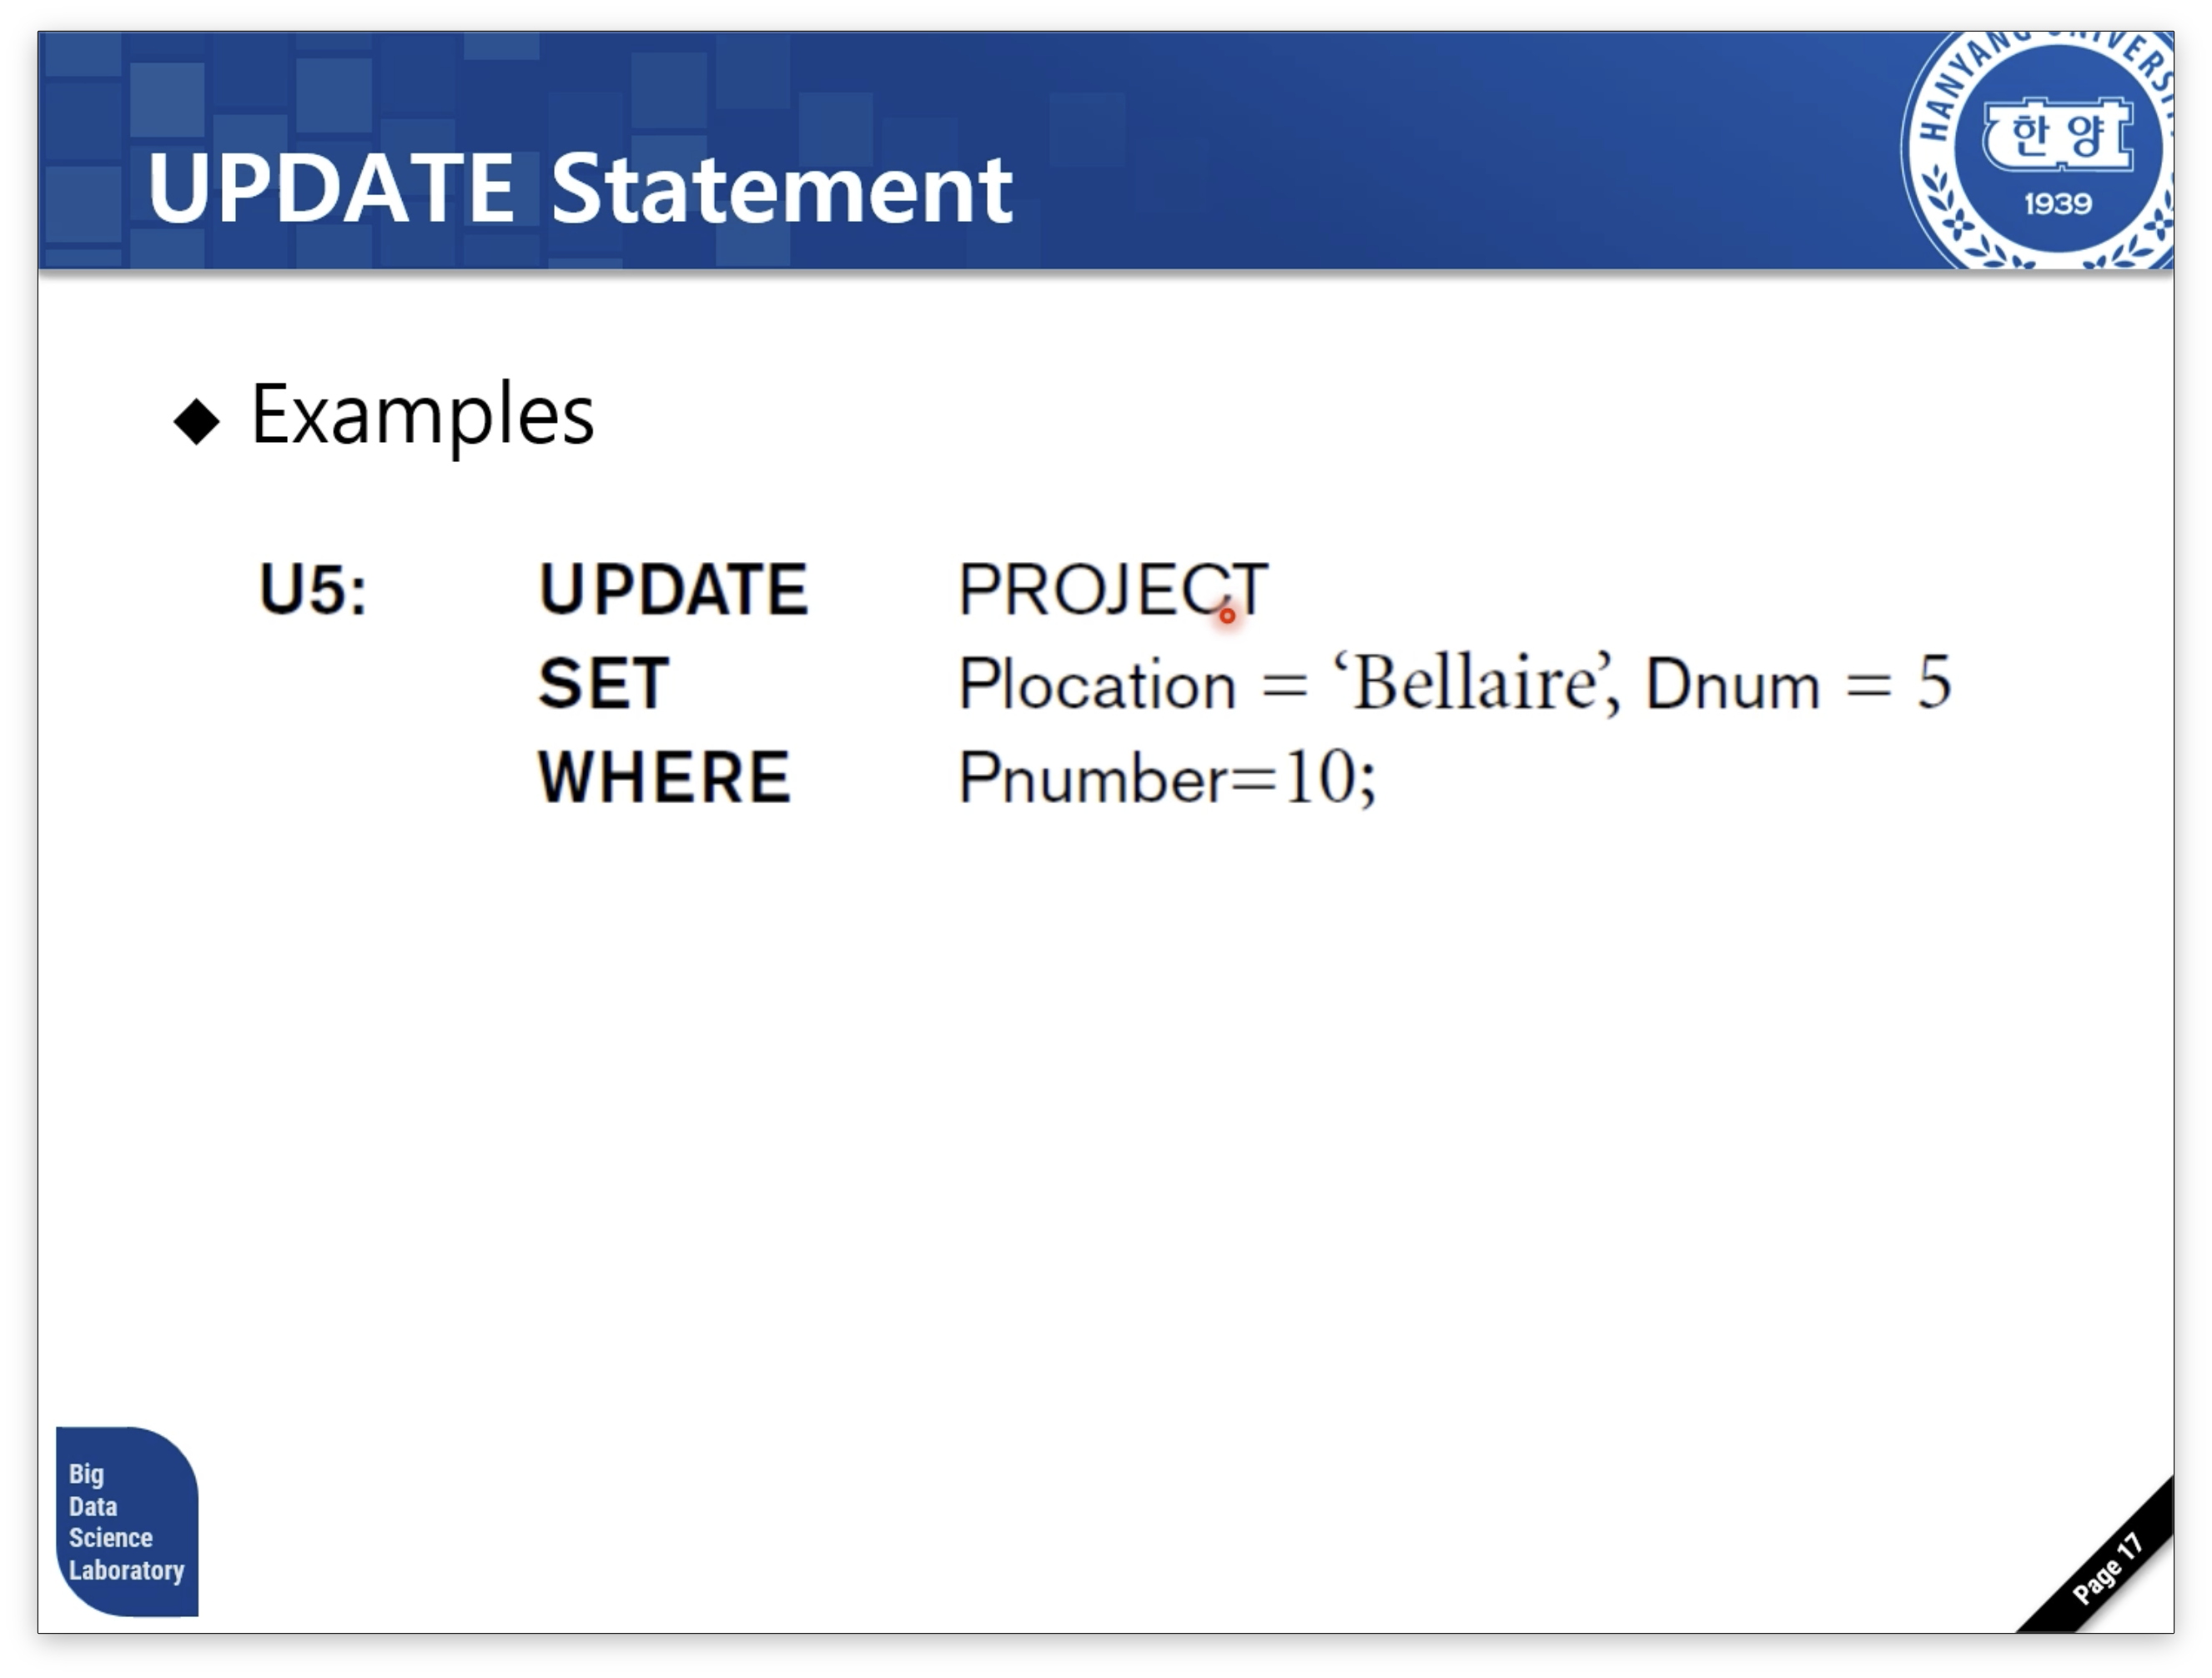 HANYANG UNIVERS
한양
1939
UPDATE Statement
◆ Examples
U5: UPDATE PROJECT
SET Plocation = ‘Bellaire’, Dnum = 5
WHERE Pnumber=10;
Big
Data
Science
Laboratory
Page 17